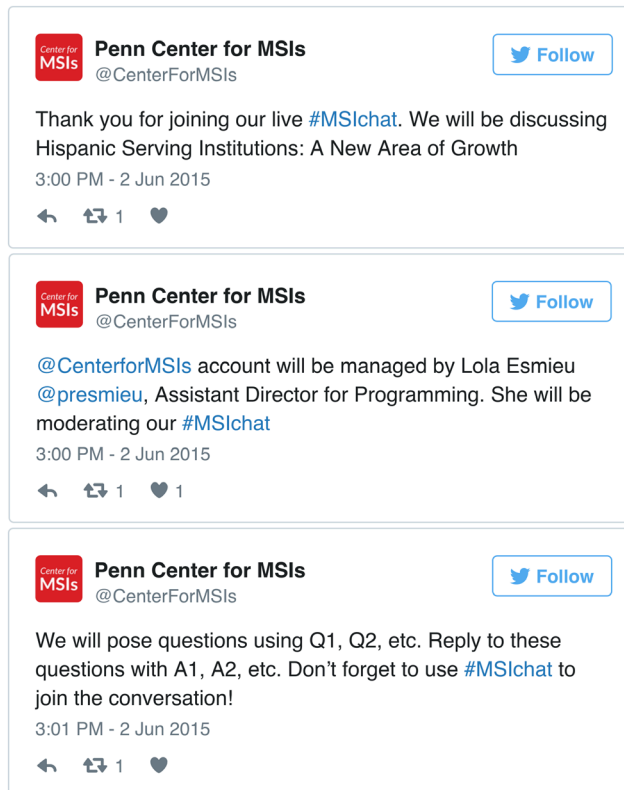 Center for
MSIs
Penn Center for MSIs
@CenterForMSIs
Follow
Thank you for joining our live #MSIchat. We will be discussing
Hispanic Serving Institutions: A New Area of Growth
3:00 PM - 2 Jun 2015
1
Center for
MSIs
Penn Center for MSIs
@CenterForMSIs
Follow
@CenterforMSIs account will be managed by Lola Esmieu
@presmieu, Assistant Director for Programming. She will be
moderating our #MSIchat
3:00 PM - 2 Jun 2015
1 1
Center for
MSIs
Penn Center for MSIs
@CenterForMSIs
Follow
We will pose questions using Q1, Q2, etc. Reply to these
questions with A1, A2, etc. Don’t forget to use #MSIchat to
join the conversation!
3:01 PM - 2 Jun 2015
1